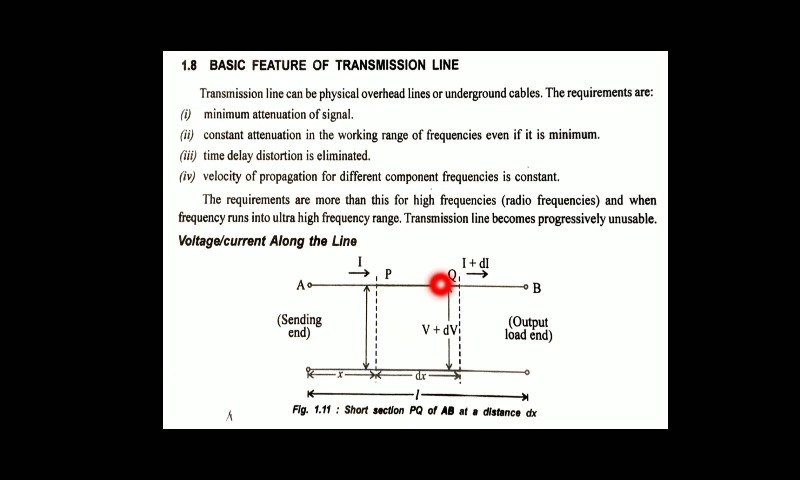 1.8 BASIC FEATURE OF TRANSMISSION LINE
Transmission line can be physical overhead lines or underground cables. The requirements are:
(i) minimum attenuation of signal.
(ii) constant attenuation in the working range of frequencies even if it is minimum.
(iii) time delay distortion is eliminated.
(iv) velocity of propagation for different component frequencies is constant.
The requirements are more than this for high frequencies (radio frequencies) and when
frequency runs into ultra high frequency range. Transmission line becomes progressively unusable.
Voltage/current Along the Line
I
I + dI
P
Q
A
B
(Sending
end)
V + dV
(Output
load end)
x
dx
l
Fig. 1.11 : Short section PQ of AB at a distance dx